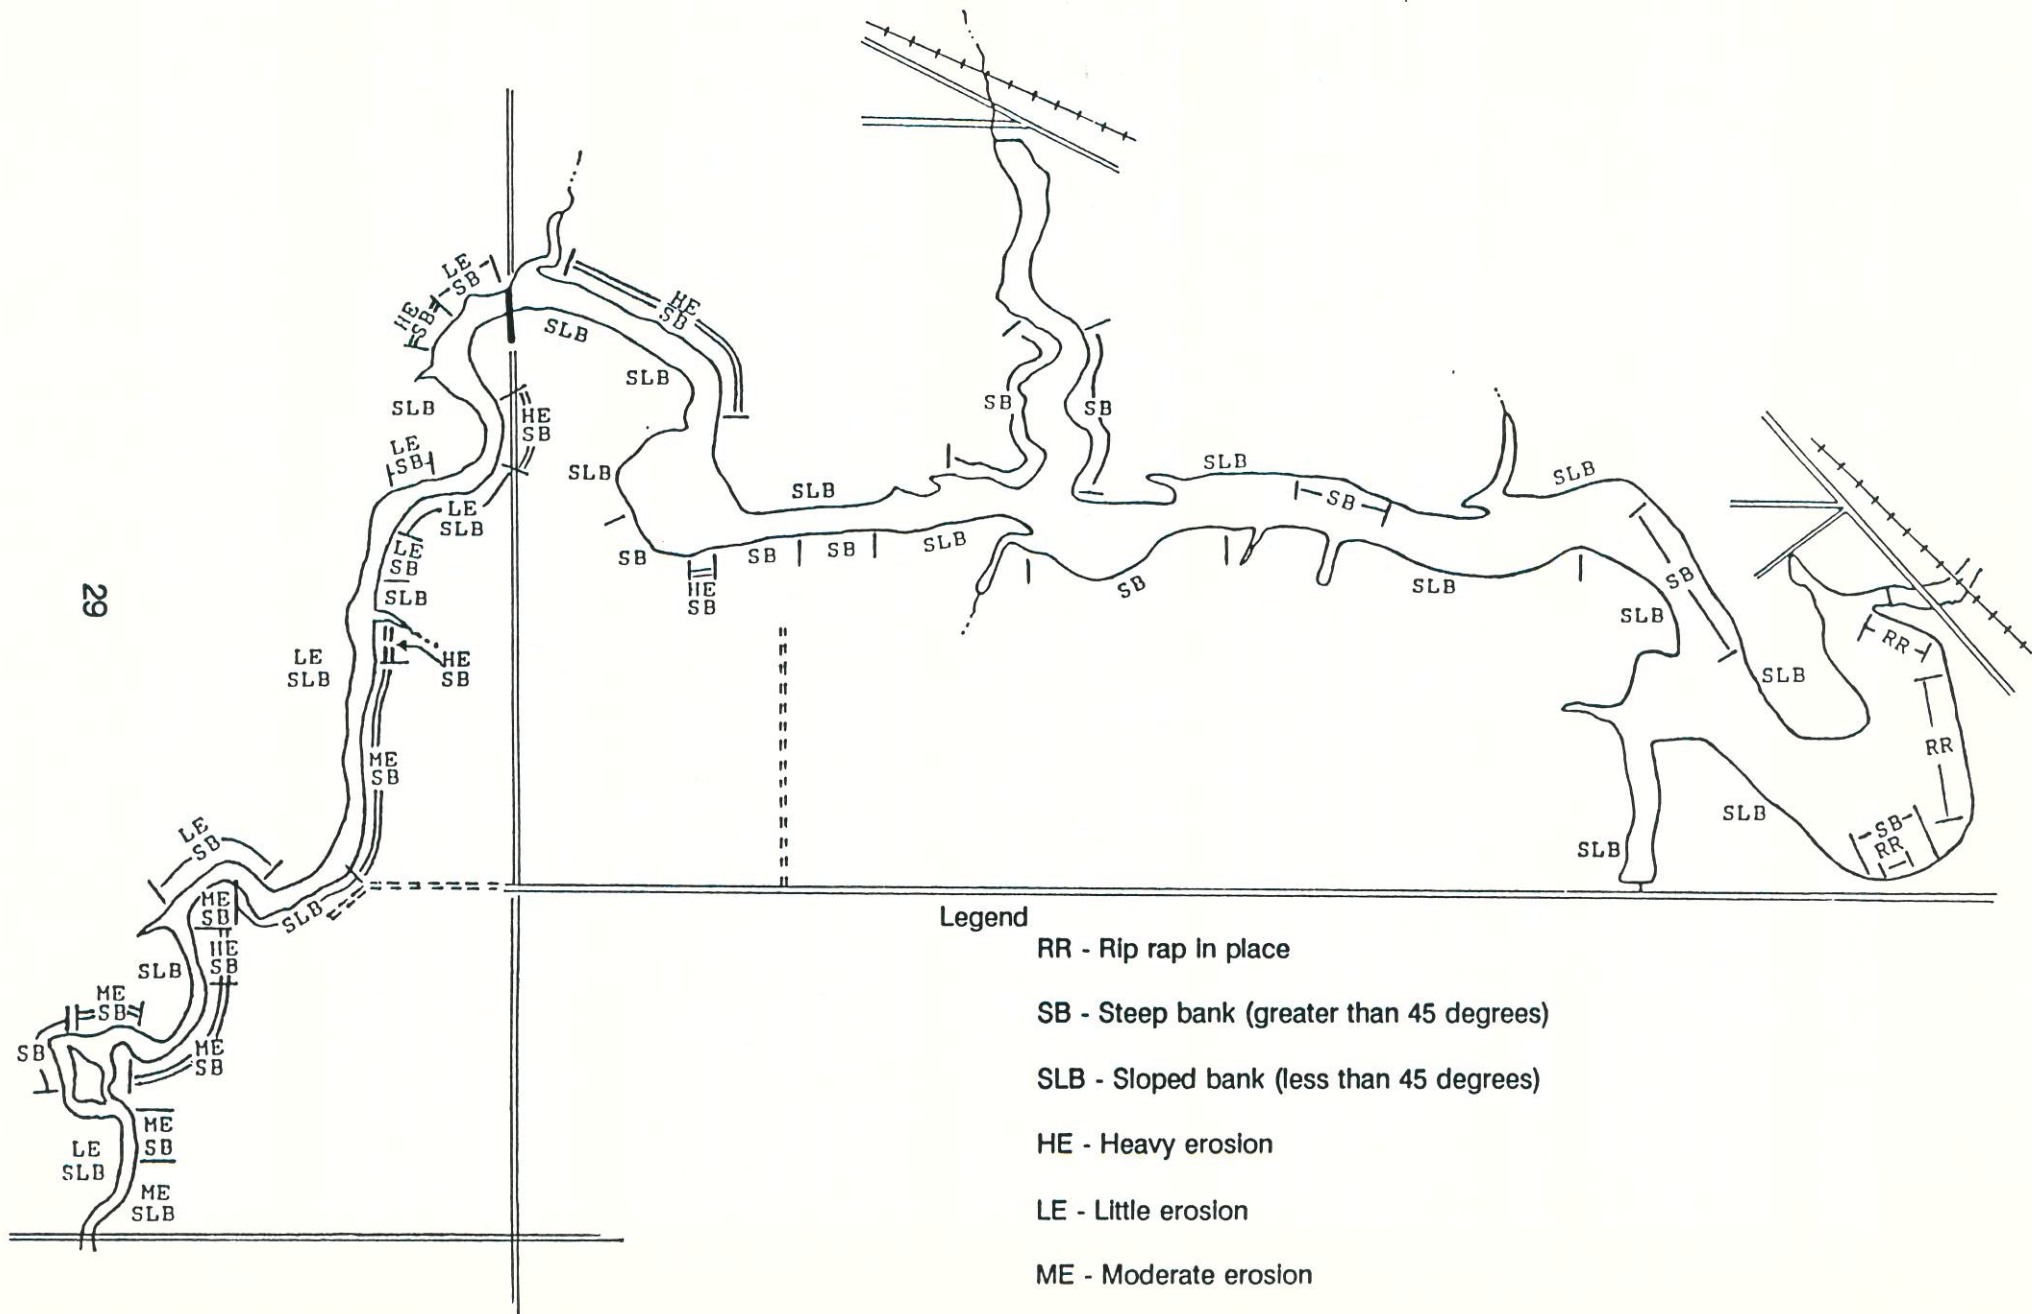 LE
SB
HE
SB
HE
SB
SLB
SLB
SLB
HE
SB
LE
SB
SLB
LE
SLB
LE
SB
SLB
HE
SB
LE
SLB
ME
SB
LE
SB
SLB
ME
SB
HE
SB
SLB
ME
SB
SB
ME
SB
ME
SB
LE
SLB
ME
SLB
SB
SB
SLB
SB
HE
SB
SB
SB
SLB
SLB
SB
SB
SLB
SLB
SLB
SB
SLB
SLB
RR
RR
SB
RR
SLB
SLB
29
Legend
RR - Rip rap in place
SB - Steep bank (greater than 45 degrees)
SLB - Sloped bank (less than 45 degrees)
HE - Heavy erosion
LE - Little erosion
ME - Moderate erosion